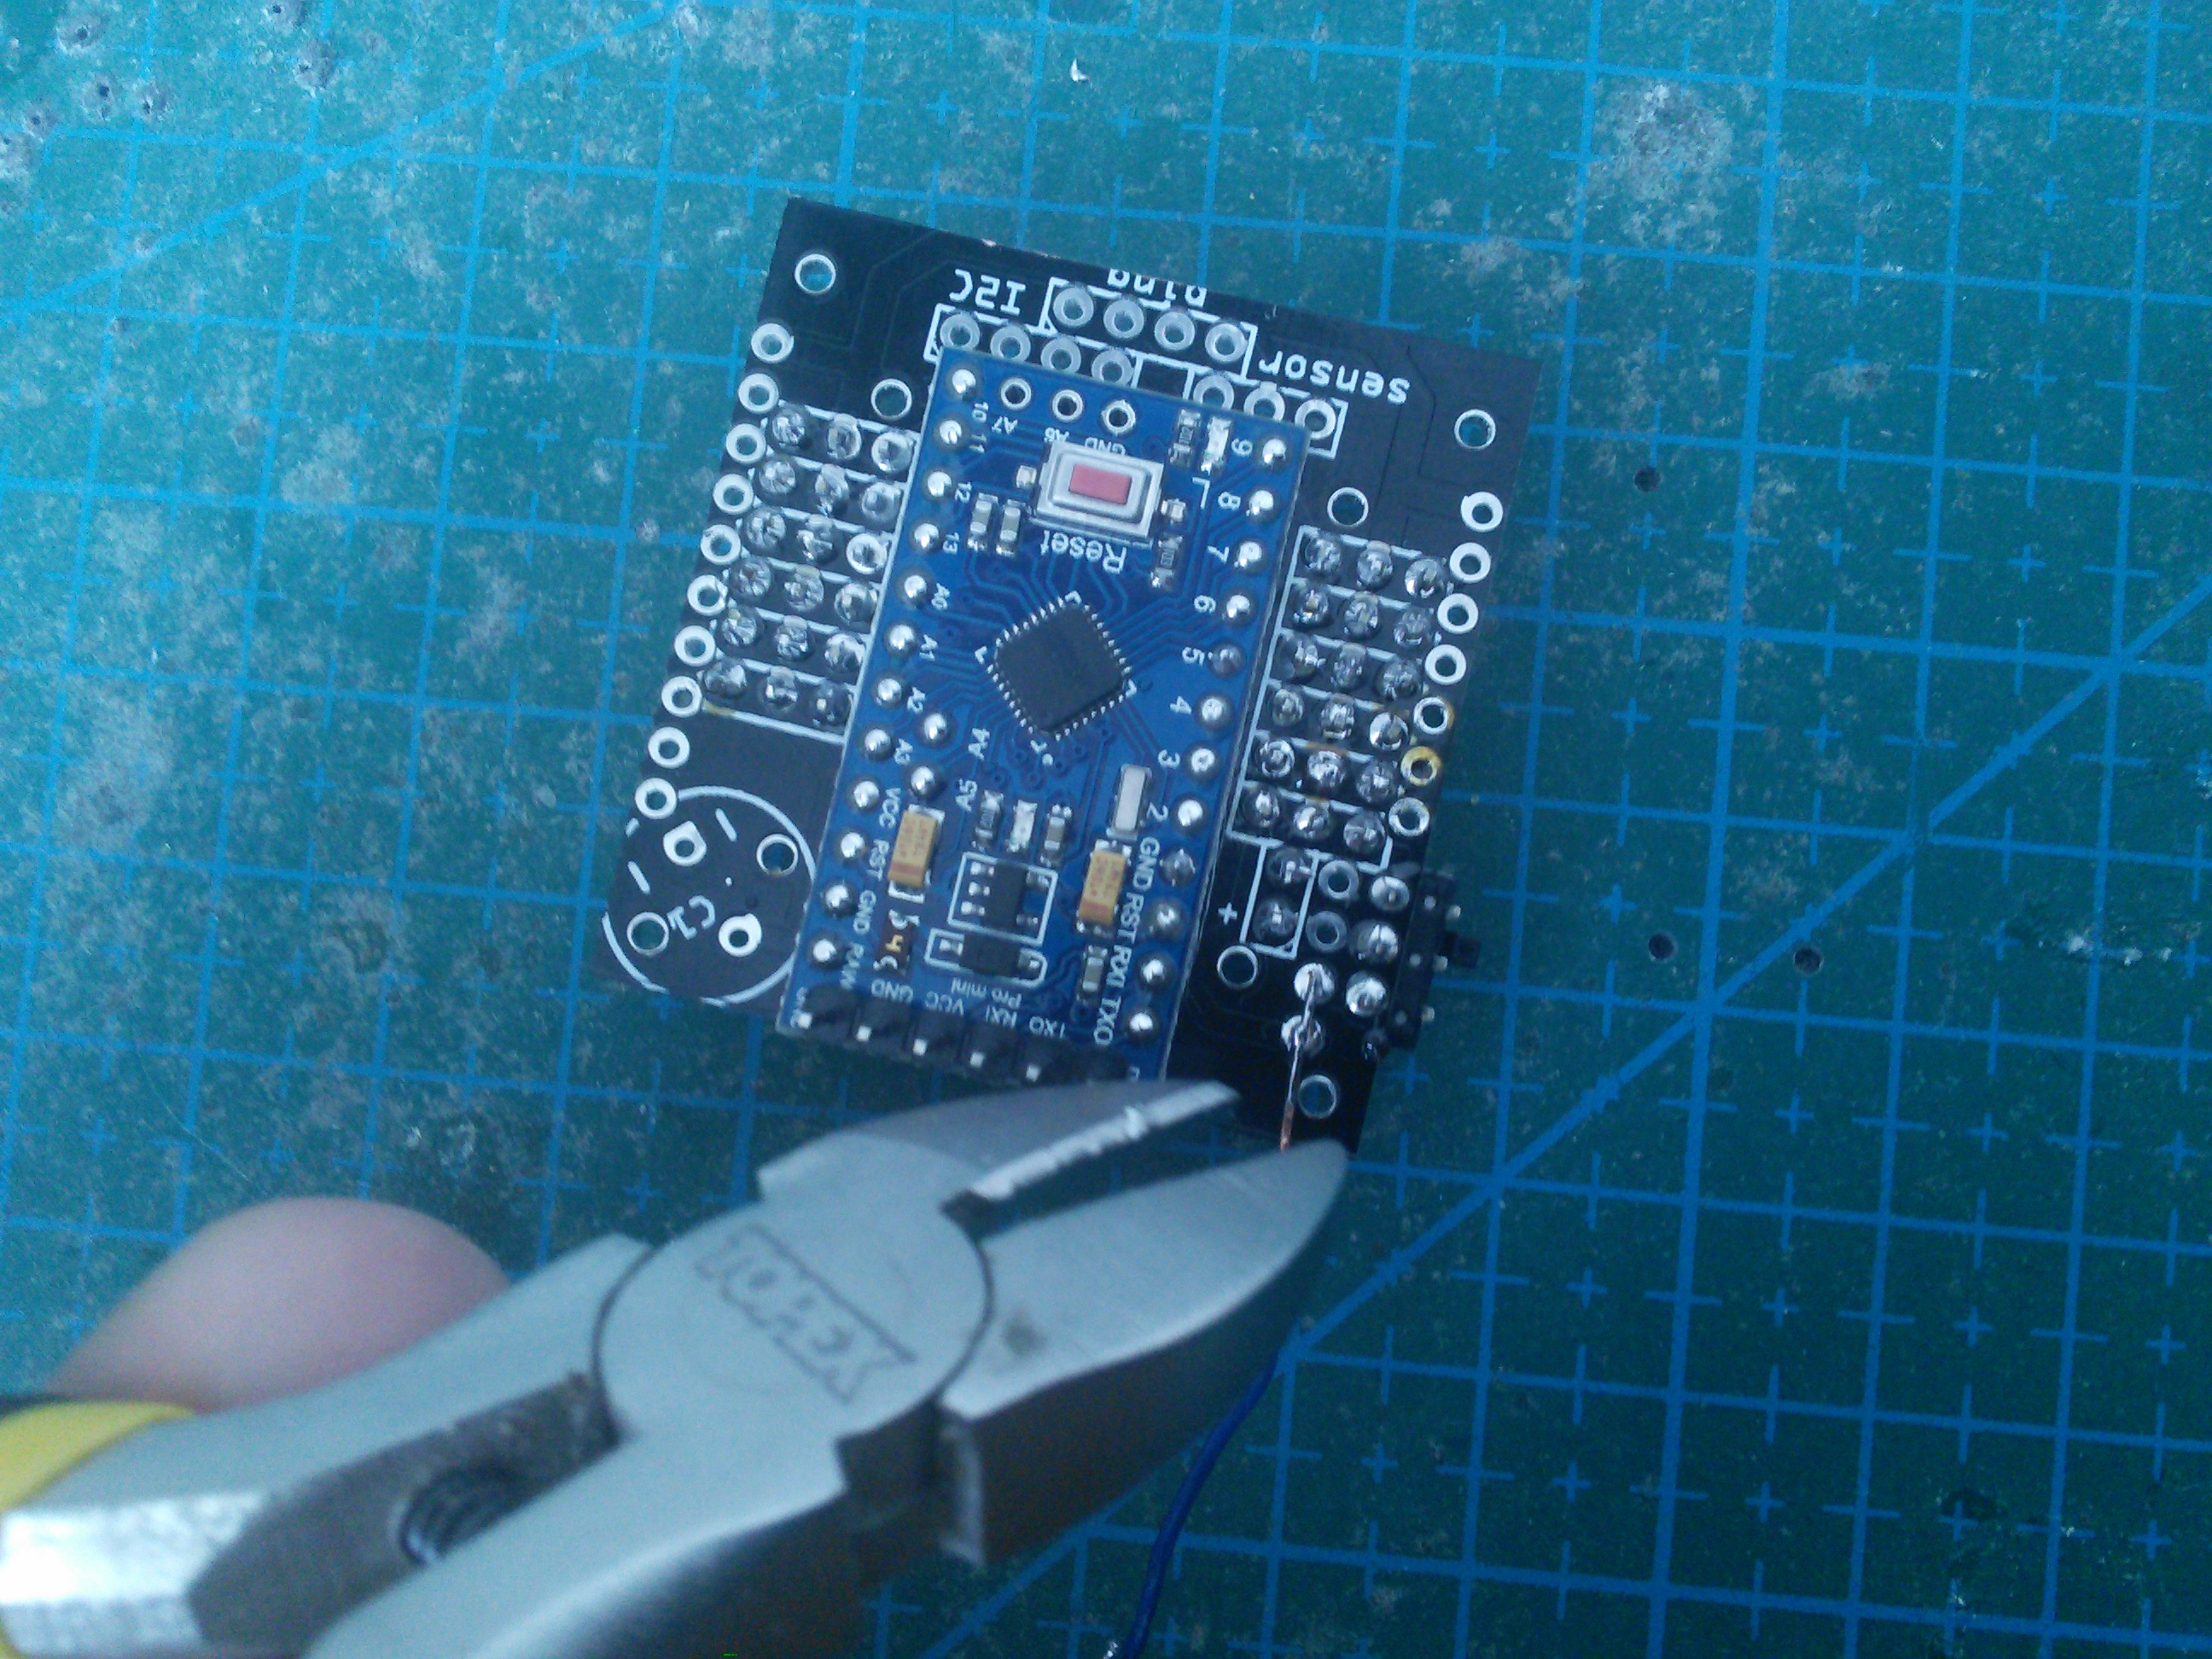 ping
I2C
sensor
10
11
12
13
A0
A1
A2
A3
VCC
RST
GND
RAW
A7
A6
GND
9
8
7
6
5
4
3
2
GND
RST
RXI
TXO
Reset
A4
A5
C1
+
Pro mini
GND
GND
VCC
RXI
TXO
TOPEX